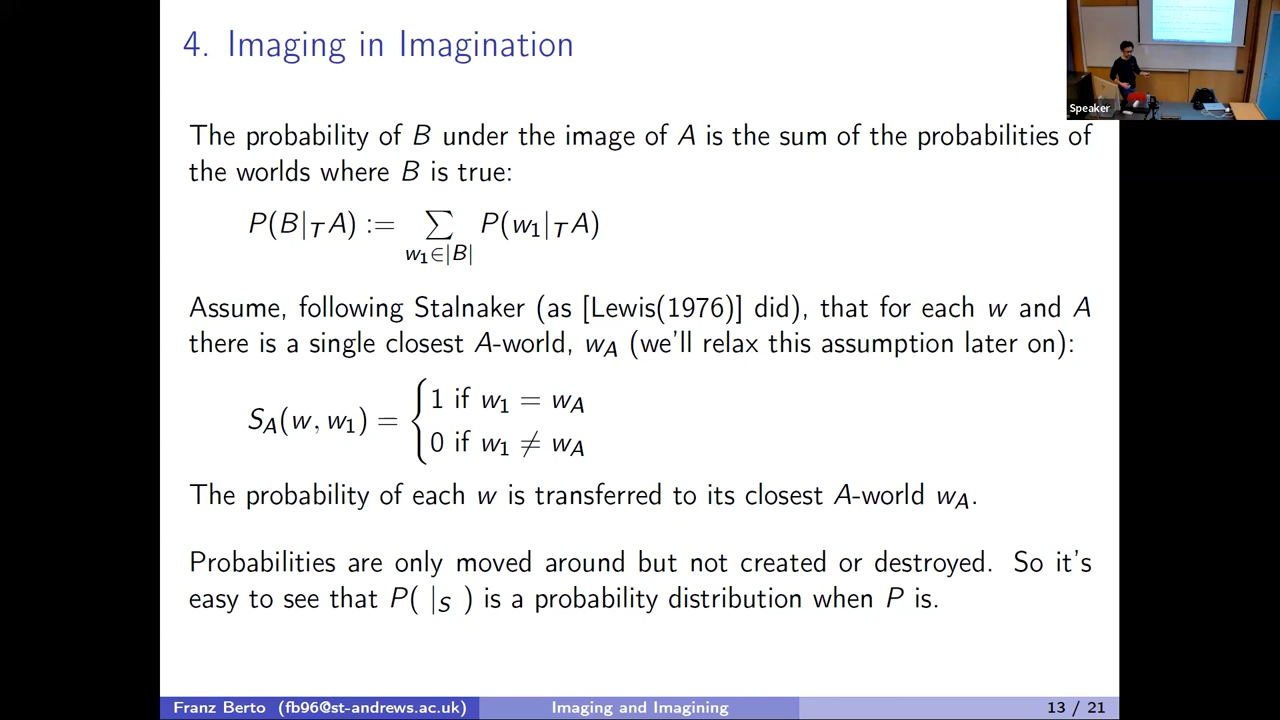 4. Imaging in Imagination
Speaker
The probability of B under the image of A is the sum of the probabilities of
the worlds where B is true:
P(B|_T A) := ∑_{w₁∈|B|} P(w₁|_T A)
Assume, following Stalnaker (as [Lewis(1976)] did), that for each w and A
there is a single closest A-world, w_A (we'll relax this assumption later on):
S_A(w, w₁) = { 1 if w₁ = w_A
0 if w₁ ≠ w_A
The probability of each w is transferred to its closest A-world w_A.
Probabilities are only moved around but not created or destroyed. So it's
easy to see that P( |_S ) is a probability distribution when P is.
Franz Berto (fb96@st-andrews.ac.uk) Imaging and Imagining 13 / 21